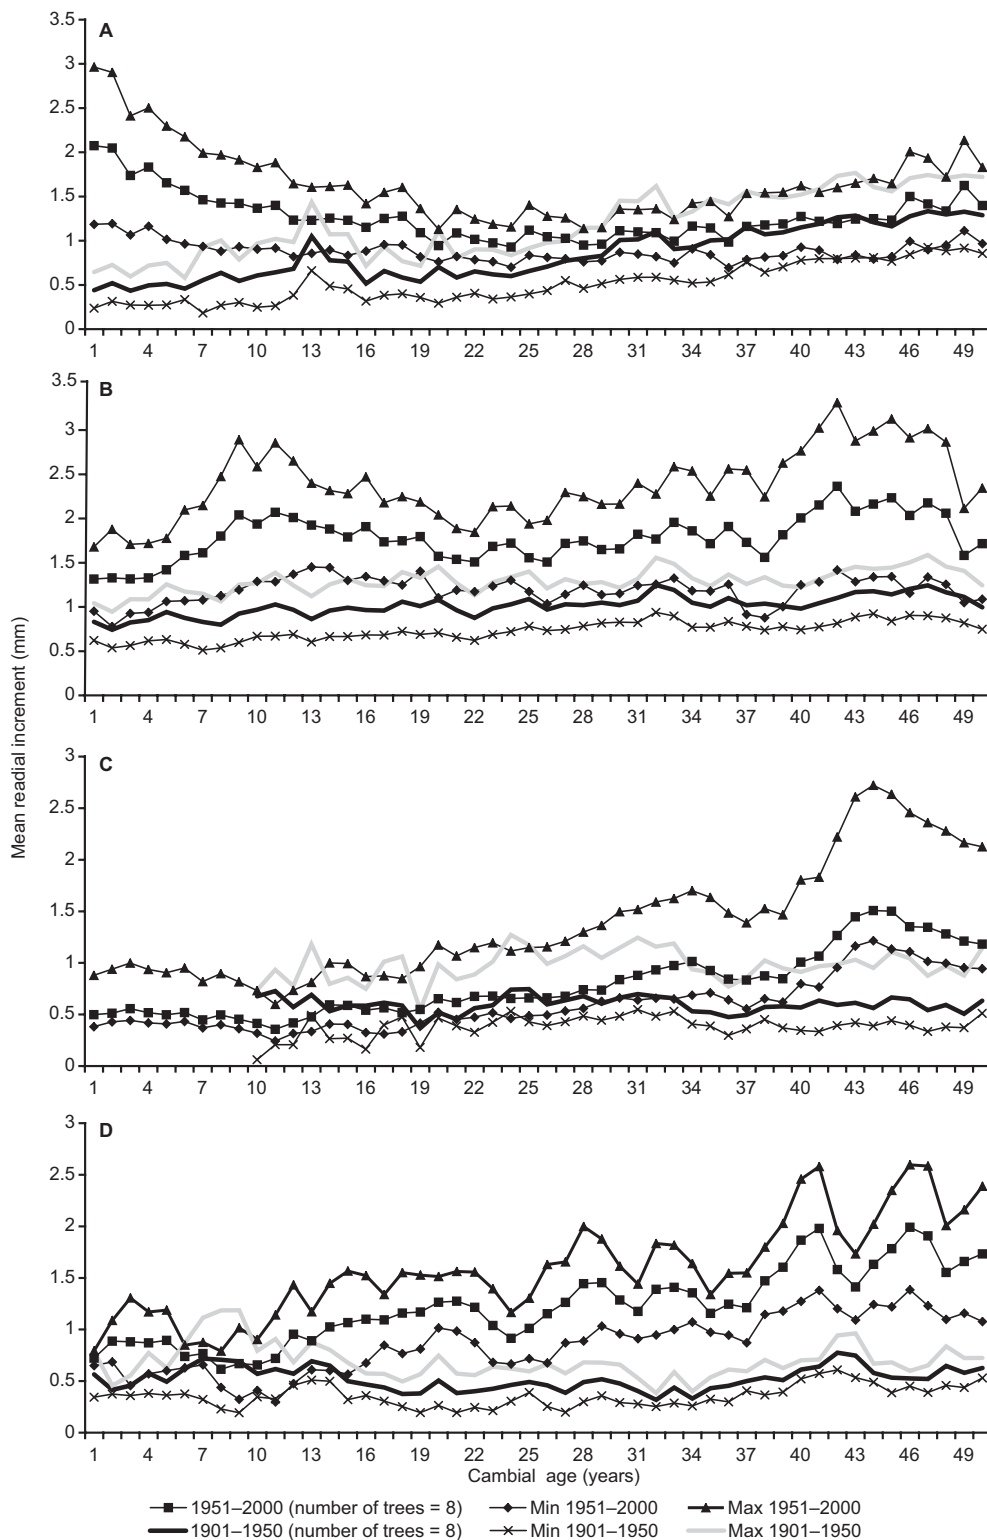 3.5
A
3
2.5
2
1.5
1
0.5
0
1 4 7 10 13 16 19 22 25 28 31 34 37 40 43 46 49
3.5
B
3
2.5
2
1.5
1
0.5
0
1 4 7 10 13 16 19 22 25 28 31 34 37 40 43 46 49
Mean readial increment (mm)
3
C
2.5
2
1.5
1
0.5
0
1 4 7 10 13 16 19 22 25 28 31 34 37 40 43 46 49
3
D
2.5
2
1.5
1
0.5
0
1 4 7 10 13 16 19 22 25 28 31 34 37 40 43 46 49
Cambial age (years)
1951–2000 (number of trees = 8) Min 1951–2000 Max 1951–2000
1901–1950 (number of trees = 8) Min 1901–1950 Max 1901–1950